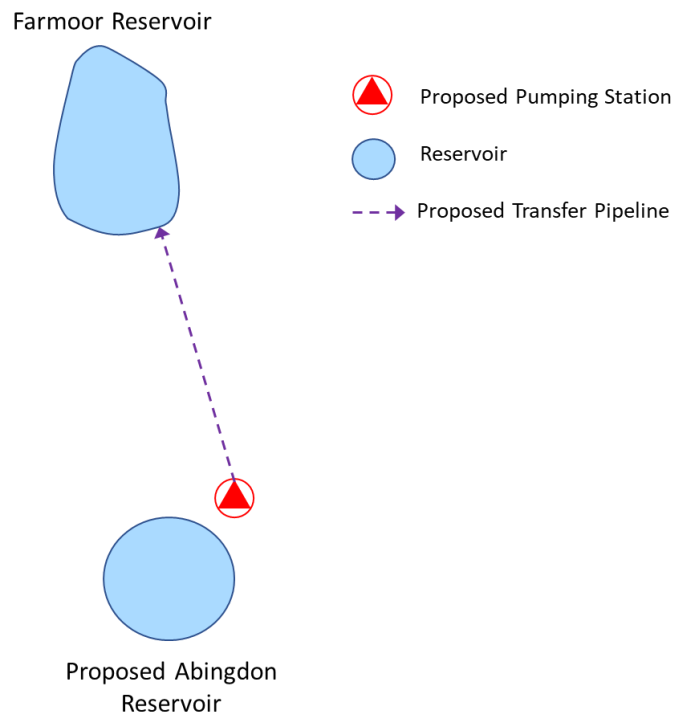 Farmoor Reservoir
Proposed Pumping Station
Reservoir
Proposed Transfer Pipeline
Proposed Abingdon
Reservoir